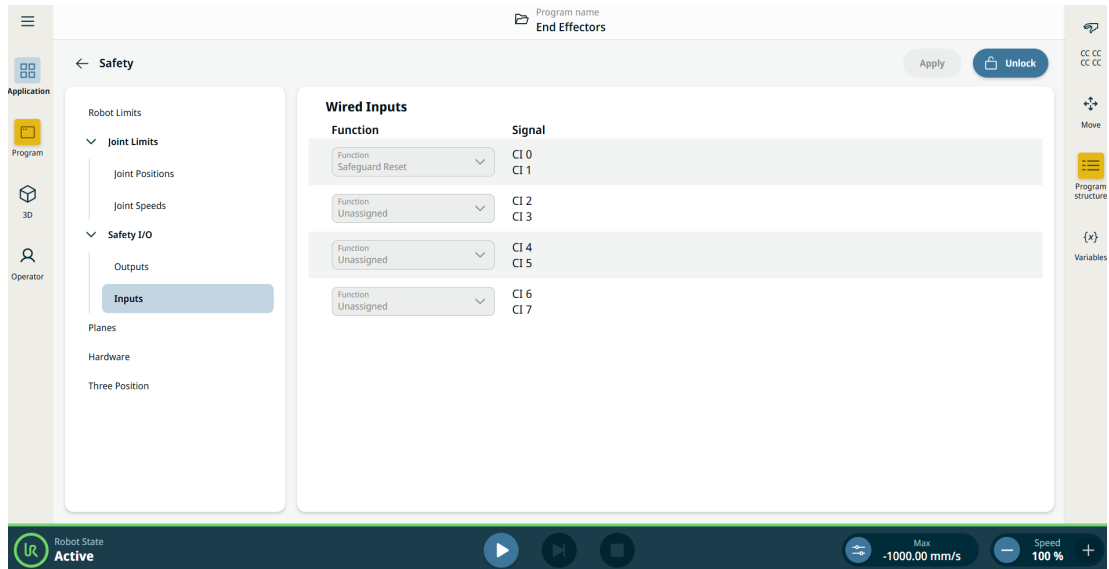 Program name
End Effectors
Application
Program
3D
Operator
Safety
Apply
Unlock
Robot Limits
Joint Limits
Joint Positions
Joint Speeds
Safety I/O
Outputs
Inputs
Planes
Hardware
Three Position
Wired Inputs
Function Signal
Function
Safeguard Reset
CI 0
CI 1
Function
Unassigned
CI 2
CI 3
Function
Unassigned
CI 4
CI 5
Function
Unassigned
CI 6
CI 7
CC CC
CC CC
Move
Program
structure
{x}
Variables
UR
Robot State
Active
Max
-1000.00 mm/s
Speed
100 %